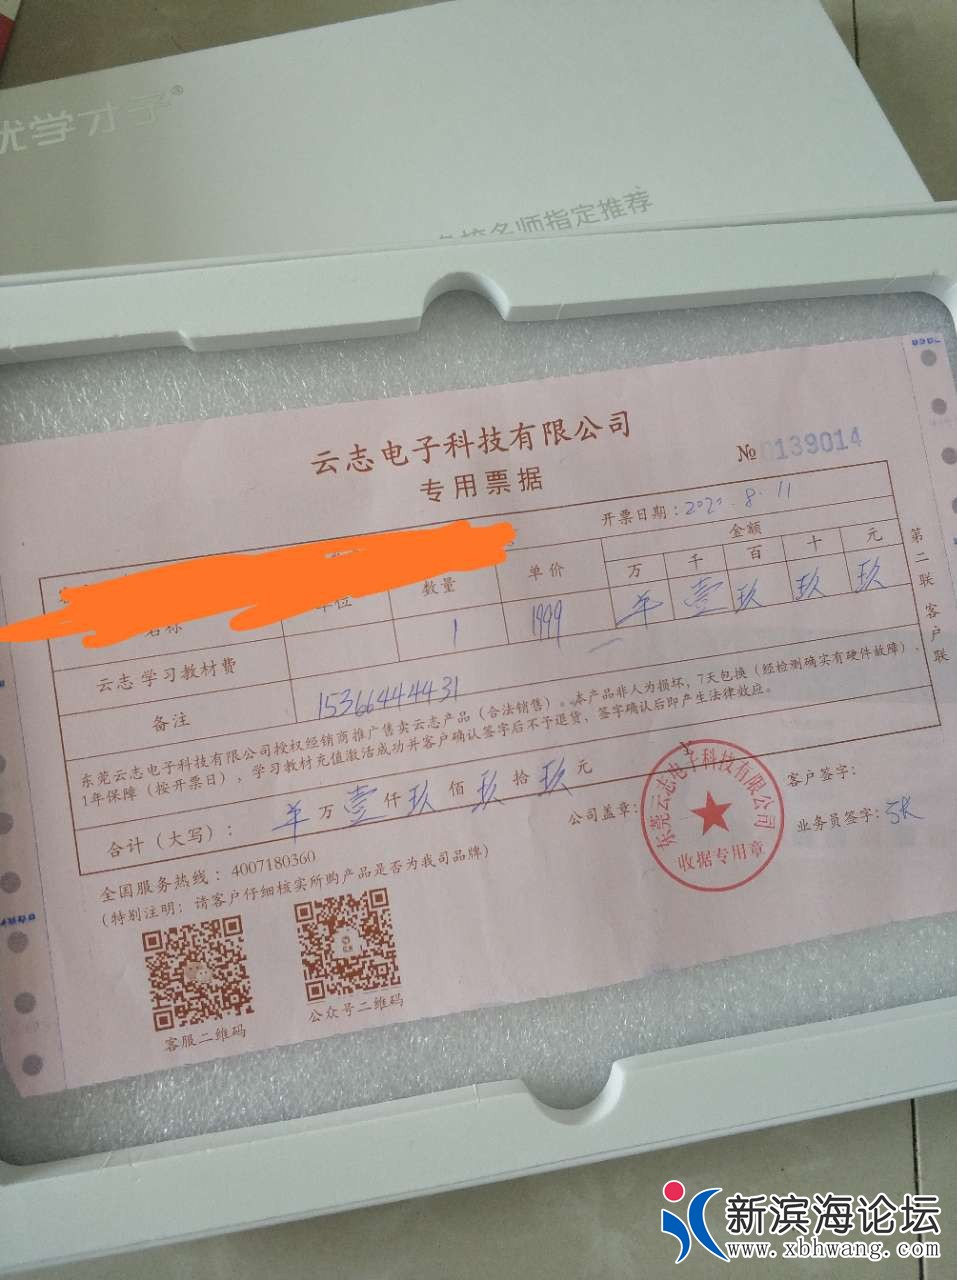 优学才子®
名校名师指定推荐
云志电子科技有限公司
专用票据
№ 0139014
开票日期：2020.8.11
名称 单位 数量 单价 金额
万 千 百 十 元
云志学习教材费 1 1999 壹 玖 玖 玖
备注 15366444431
东莞云志电子科技有限公司授权经销商推广售卖云志产品（合法销售）。本产品非人为损坏，7天包换（经检测确实有硬件故障）、
1年保障（按开票日），学习教材充值激活成功并客户确认签字后不予退货，签字确认后即产生法律效应。
合计（大写）： 万 壹 仟 玖 佰 玖 拾 玖 元
公司盖章：
客户签字：
业务员签字：
东莞云志电子科技有限公司
收据专用章
全国服务热线：4007180360
（特别注明：请客户仔细核实所购产品是否为我司品牌）
客服二维码
公众号二维码
第二联 客户联
新滨海论坛
www.xbhwang.com